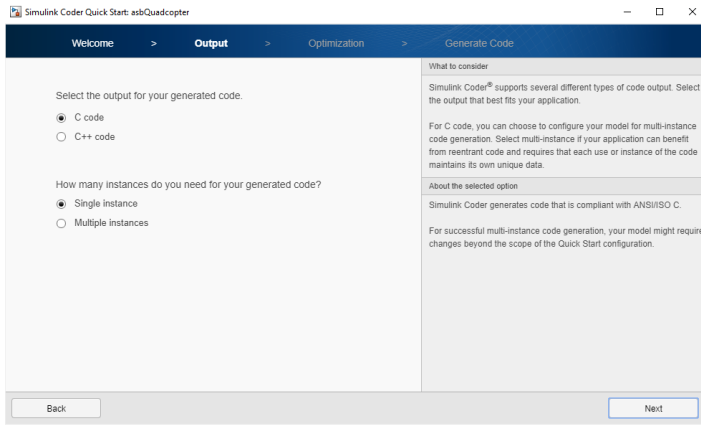 Simulink Coder Quick Start: asbQuadcopter
Welcome > Output > Optimization > Generate Code
Select the output for your generated code.
C code
C++ code
How many instances do you need for your generated code?
Single instance
Multiple instances
What to consider
Simulink Coder® supports several different types of code output. Select
the output that best fits your application.
For C code, you can choose to configure your model for multi-instance
code generation. Select multi-instance if your application can benefit
from reentrant code and requires that each use or instance of the code
maintains its own unique data.
About the selected option
Simulink Coder generates code that is compliant with ANSI/ISO C.
For successful multi-instance code generation, your model might require
changes beyond the scope of the Quick Start configuration.
Back
Next